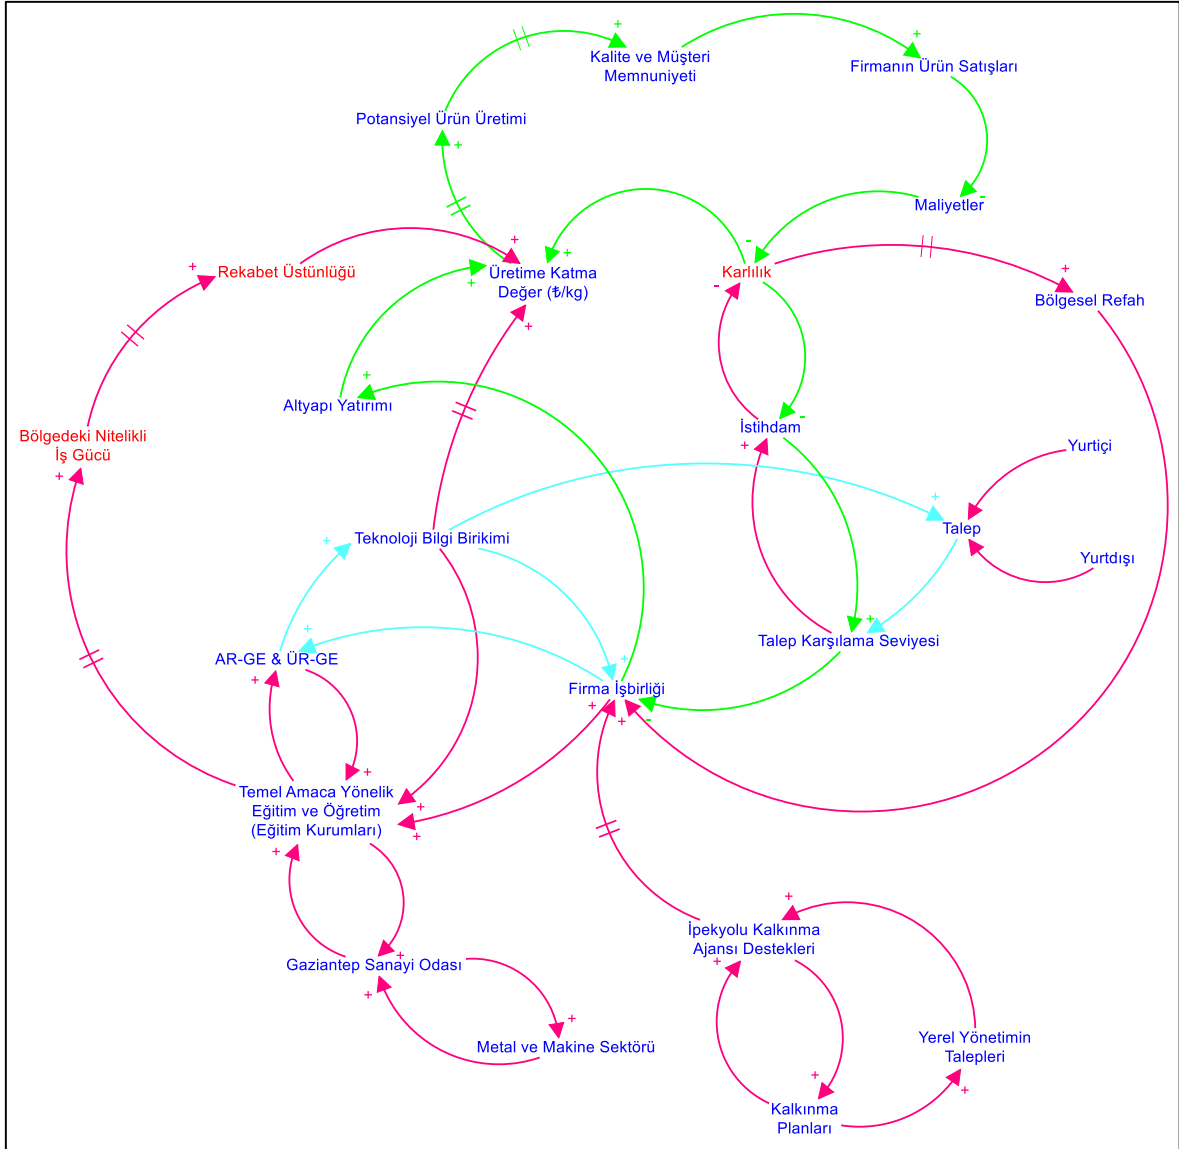 Kalite ve Müşteri
Memnuniyeti
Firmanın Ürün Satışları
Potansiyel Ürün Üretimi
Maliyetler
Rekabet Üstünlüğü
Üretime Katma
Değer (₺/kg)
Karlılık
Bölgesel Refah
Altyapı Yatırımı
Bölgedeki Nitelikli
İş Gücü
İstihdam
Yurtiçi
Teknoloji Bilgi Birikimi
Talep
Yurtdışı
AR-GE & ÜR-GE
Talep Karşılama Seviyesi
Firma İşbirliği
Temel Amaca Yönelik
Eğitim ve Öğretim
(Eğitim Kurumları)
İpekyolu Kalkınma
Ajansı Destekleri
Gaziantep Sanayi Odası
Metal ve Makine Sektörü
Yerel Yönetimin
Talepleri
Kalkınma
Planları